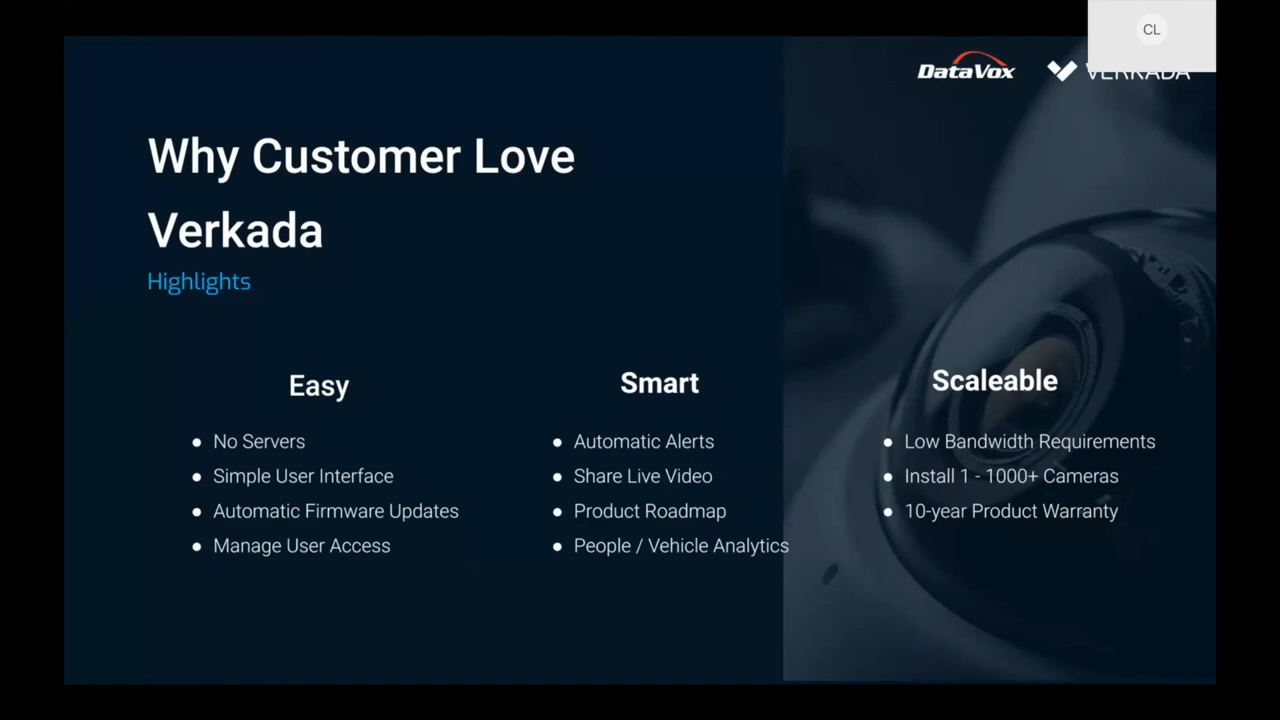 CL
DataVox VERKADA
Why Customer Love
Verkada
Highlights
Easy
No Servers
Simple User Interface
Automatic Firmware Updates
Manage User Access
Smart
Automatic Alerts
Share Live Video
Product Roadmap
People / Vehicle Analytics
Scaleable
Low Bandwidth Requirements
Install 1 - 1000+ Cameras
10-year Product Warranty